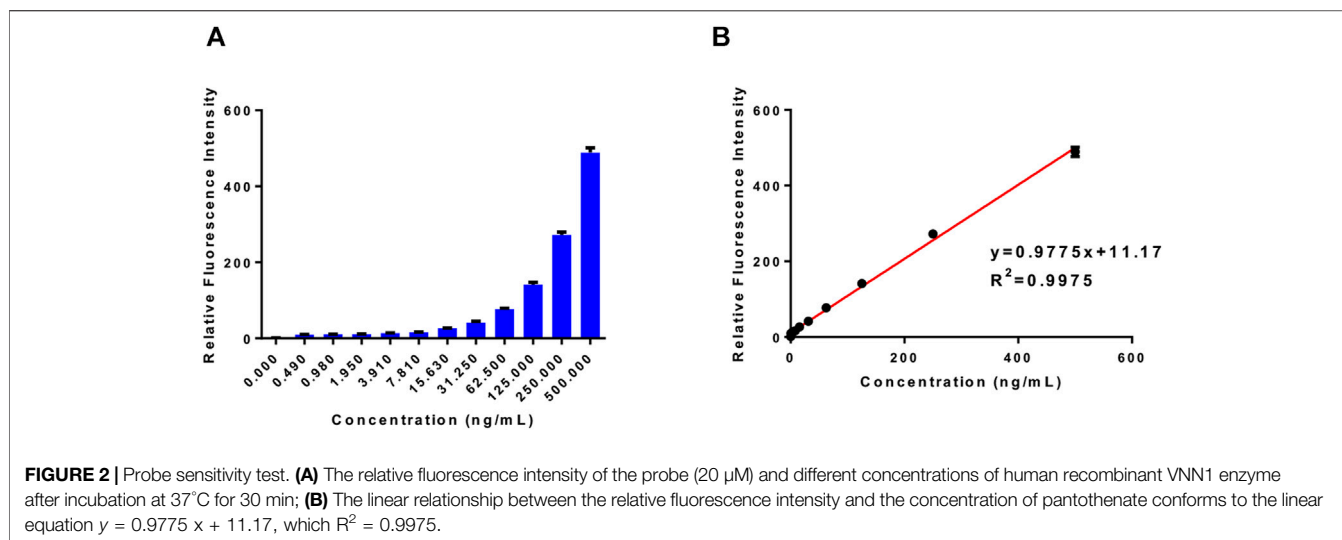 A
Relative Fluorescence Intensity
600
400
200
0
0.000
0.490
0.980
1.950
3.910
7.810
15.630
31.250
62.500
125.000
250.000
500.000
Concentration (ng/mL)
B
Relative Fluorescence Intensity
600
400
200
0
y=0.9775x+11.17
R²=0.9975
0
200
400
600
Concentration (ng/mL)
FIGURE 2 | Probe sensitivity test. (A) The relative fluorescence intensity of the probe (20 µM) and different concentrations of human recombinant VNN1 enzyme
after incubation at 37°C for 30 min; (B) The linear relationship between the relative fluorescence intensity and the concentration of pantothenate conforms to the linear
equation y = 0.9775 x + 11.17, which R² = 0.9975.